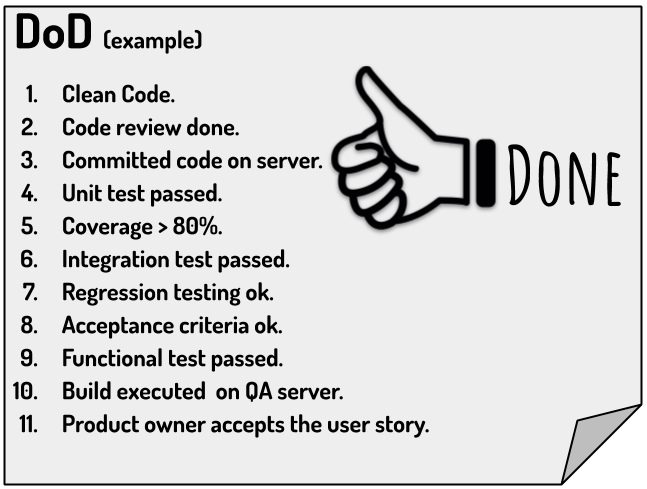 DoD (example)
1. Clean Code.
2. Code review done.
3. Committed code on server.
4. Unit test passed.
5. Coverage > 80%.
6. Integration test passed.
7. Regression testing ok.
8. Acceptance criteria ok.
9. Functional test passed.
10. Build executed on QA server.
11. Product owner accepts the user story.
DONE